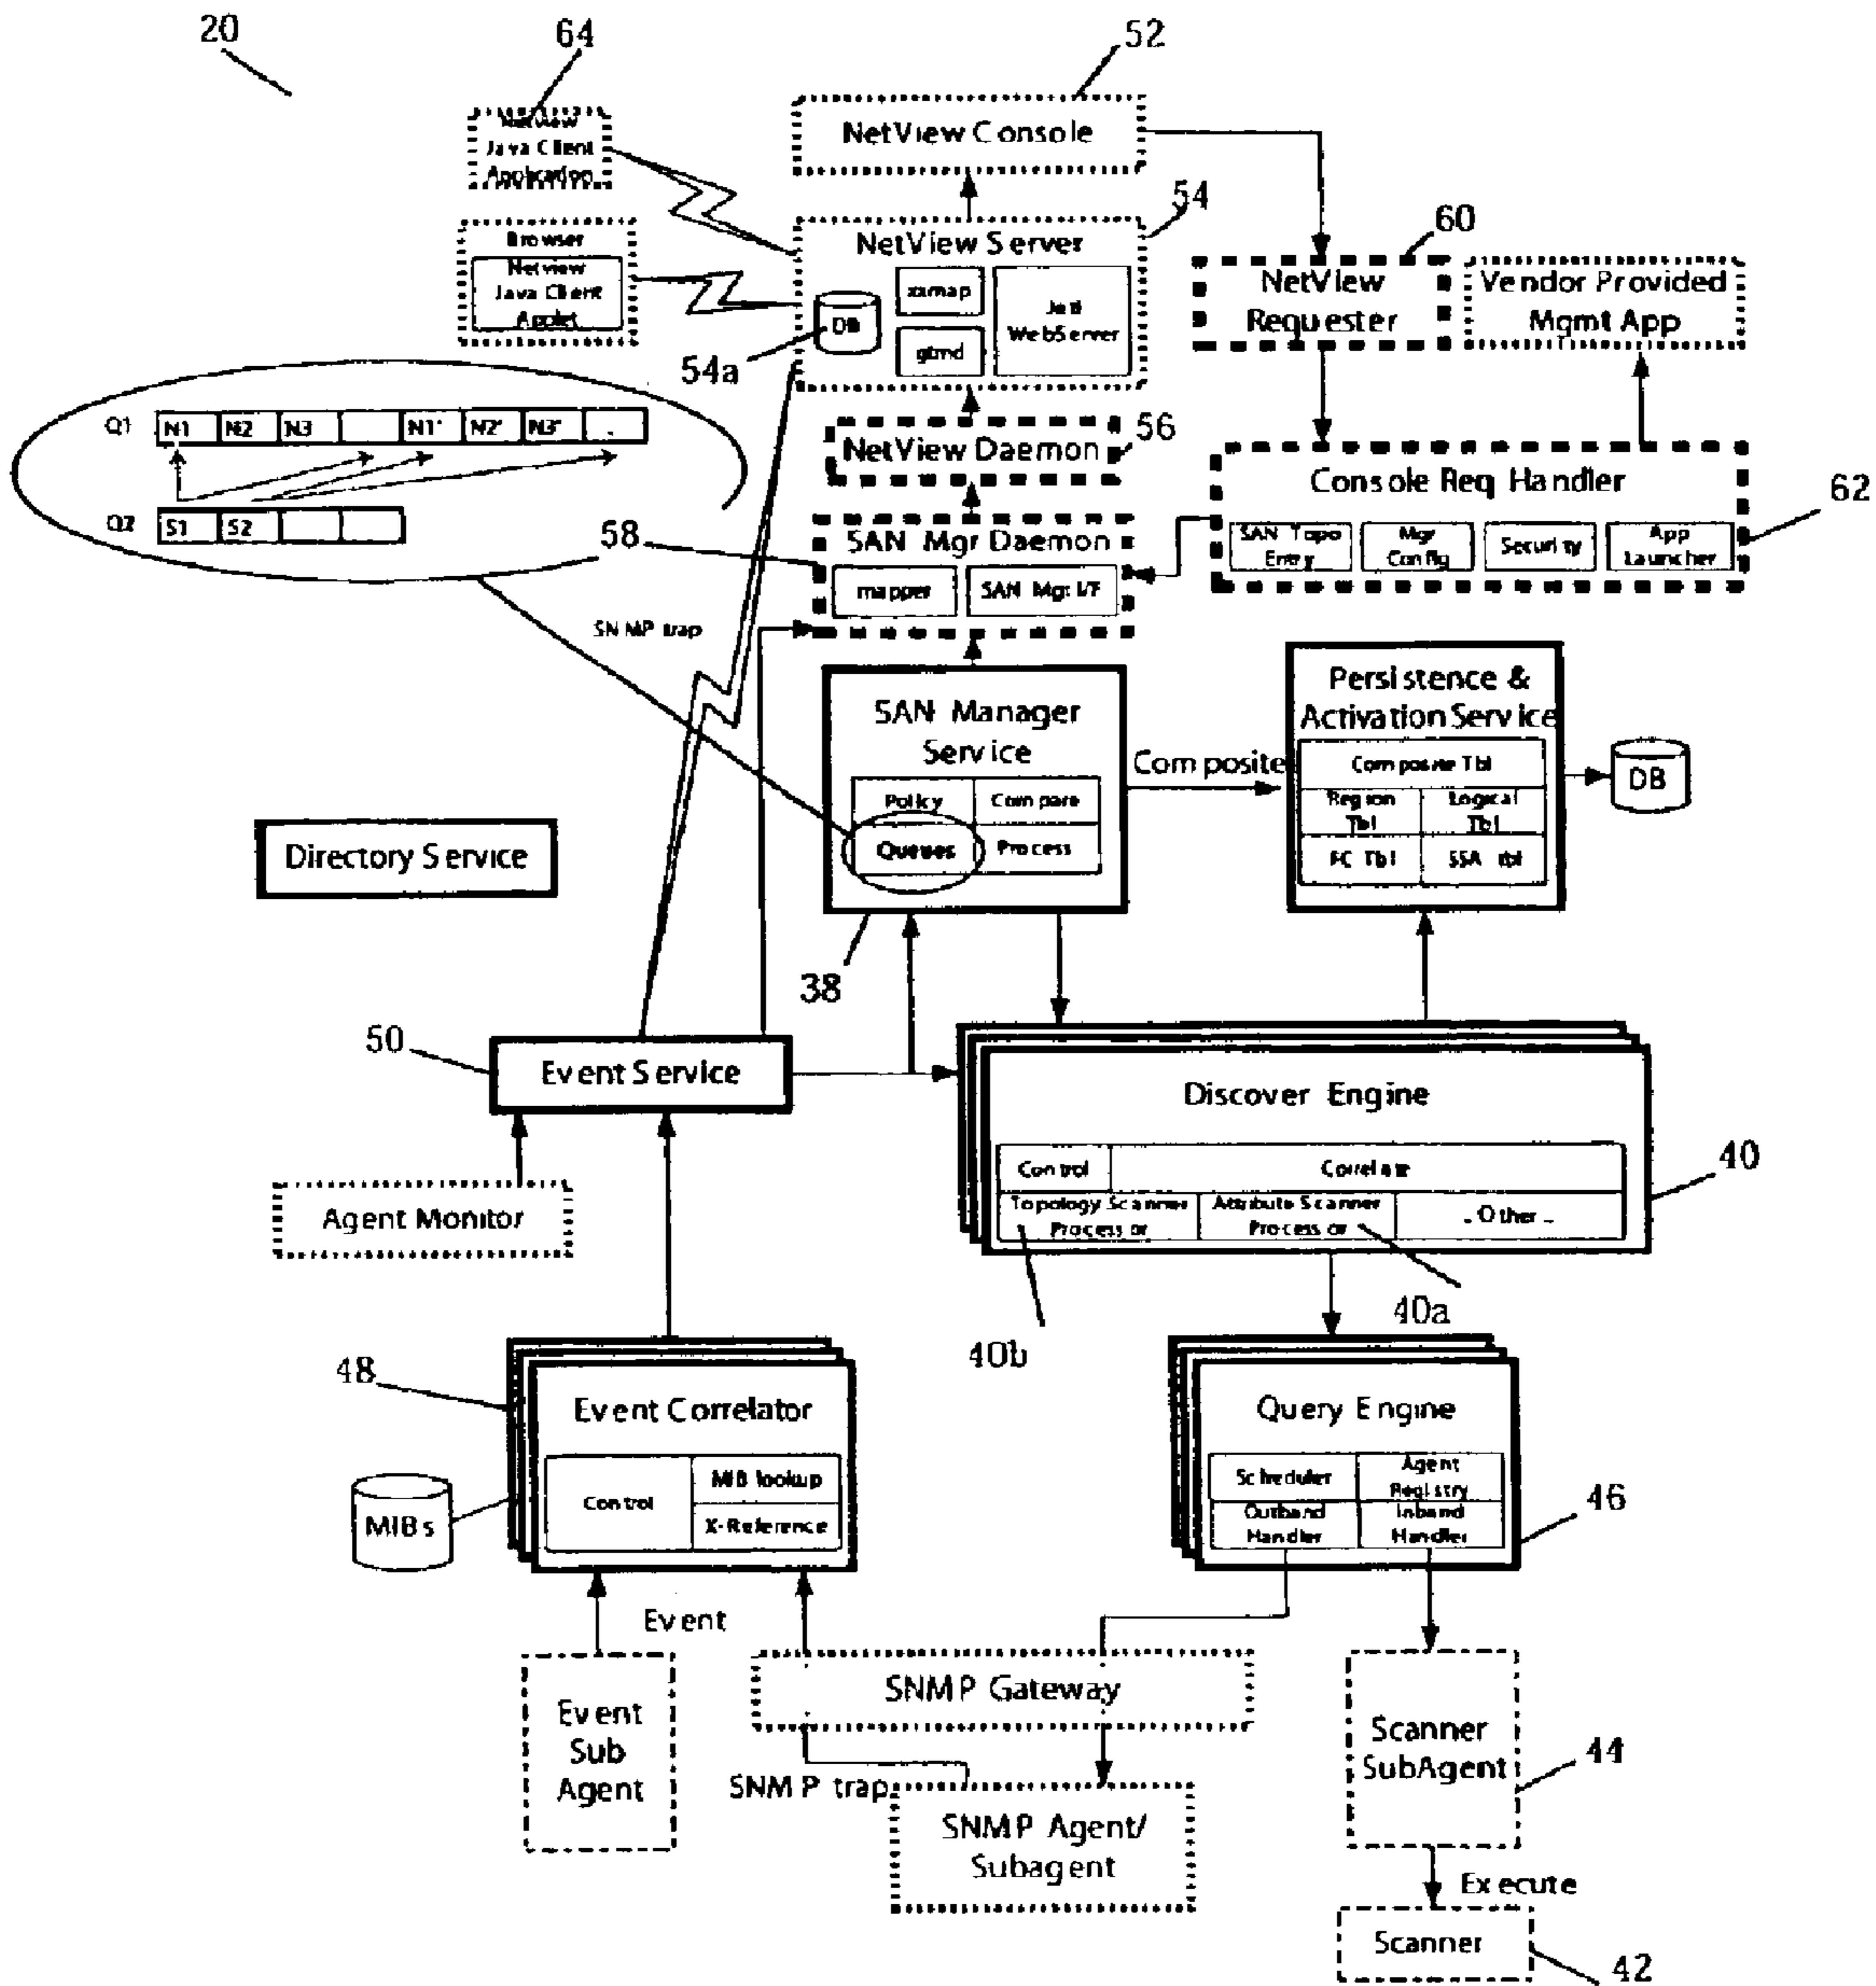 20
64
52
NetView
Java Client
Application
NetView Console
54
Browser
Netview
Java Client
Applet
NetView Server
DB
xxmap
gtmd
WebServer
54a
60
NetView
Requester
Vendor Provided
Mgmt App
Q1 N1 N2 N3 N1' N2' N3'
Q2 S1 S2
NetView Daemon
56
Console Req Handler
62
SAN Topo
Entry
Mgr
Config
Security
App
Launcher
58
SAN Mgr Daemon
mapper
SAN Mgt I/F
SNMP trap
SAN Manager
Service
Policy
Compare
Queues
Process
38
Composite
Persistence &
Activation Service
Composite Tbl
Region
Tbl
Logical
Tbl
FC Tbl
SSA tbl
DB
Directory Service
50
Event Service
Agent Monitor
Discover Engine
Control
Correlate
Topology Scanner
Processor
Attribute Scanner
Processor
Other
40
40b
40a
48
Event Correlator
Control
MIB lookup
X-Reference
MIBs
Query Engine
Scheduler
Agent
Registry
Outband
Handler
Inband
Handler
46
Event
Event
Sub
Agent
SNMP Gateway
SNMP trap
SNMP Agent/
Subagent
Scanner
SubAgent
44
Execute
Scanner
42